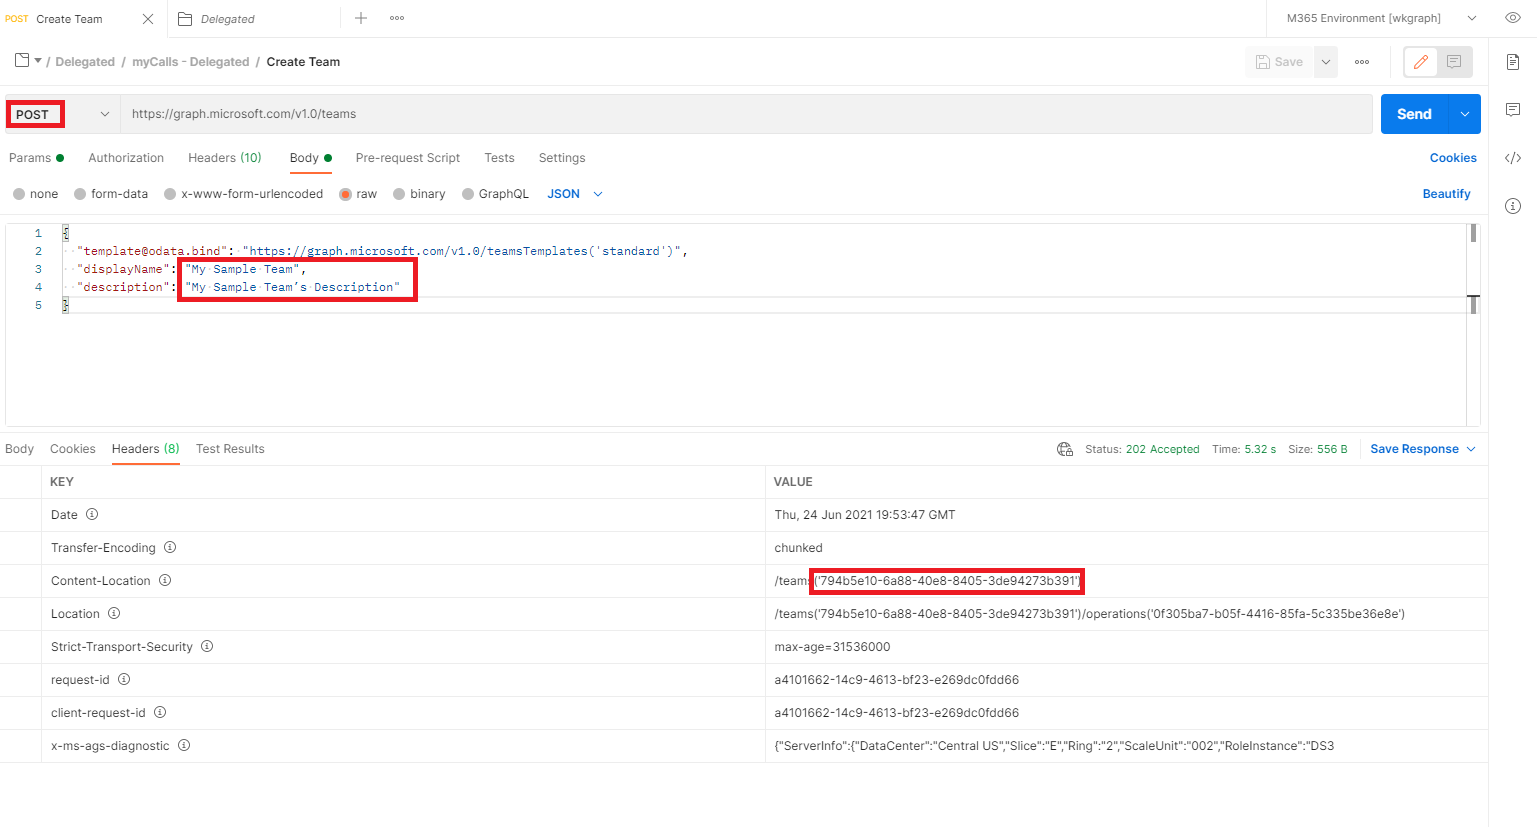 POST Create Team Delegated M365 Environment [wkgraph]
/ Delegated / myCalls - Delegated / Create Team Save
POST https://graph.microsoft.com/v1.0/teams Send
Params Authorization Headers (10) Body Pre-request Script Tests Settings Cookies
none form-data x-www-form-urlencoded raw binary GraphQL JSON Beautify
1 {
2 "template@odata.bind": "https://graph.microsoft.com/v1.0/teamsTemplates('standard')",
3 "displayName": "My Sample Team",
4 "description": "My Sample Team’s Description"
5 }
Body Cookies Headers (8) Test Results Status: 202 Accepted Time: 5.32 s Size: 556 B Save Response
KEY VALUE
Date Thu, 24 Jun 2021 19:53:47 GMT
Transfer-Encoding chunked
Content-Location /teams('794b5e10-6a88-40e8-8405-3de94273b391')
Location /teams('794b5e10-6a88-40e8-8405-3de94273b391')/operations('0f305ba7-b05f-4416-85fa-5c335be36e8e')
Strict-Transport-Security max-age=31536000
request-id a4101662-14c9-4613-bf23-e269dc0fdd66
client-request-id a4101662-14c9-4613-bf23-e269dc0fdd66
x-ms-ags-diagnostic {"ServerInfo":{"DataCenter":"Central US","Slice":"E","Ring":"2","ScaleUnit":"002","RoleInstance":"DS3